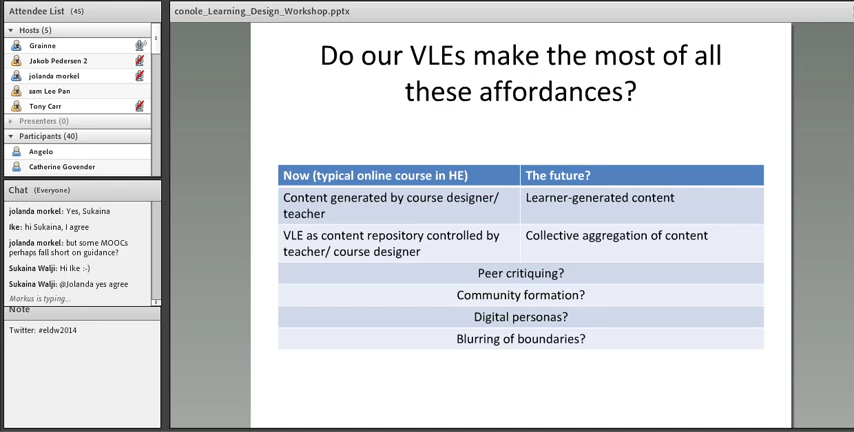 Attendee List (45)
Hosts (5)
Grainne
Jakob Pedersen 2
jolanda morkel
sam Lee Pan
Tony Carr
Presenters (0)
Participants (40)
Angelo
Catherine Govender
Chat (Everyone)
jolanda morkel: Yes, Sukaina
Ike: hi Sukaina, I agree
jolanda morkel: but some MOOCs
perhaps fall short on guidance?
Sukaina Walji: Hi Ike :-)
Sukaina Walji: @Jolanda yes agree
Markus is typing...
Note
Twitter: #eldw2014
conole_Learning_Design_Workshop.pptx
Do our VLEs make the most of all
these affordances?
Now (typical online course in HE)
The future?
Content generated by course designer/
teacher
Learner-generated content
VLE as content repository controlled by
teacher/ course designer
Collective aggregation of content
Peer critiquing?
Community formation?
Digital personas?
Blurring of boundaries?